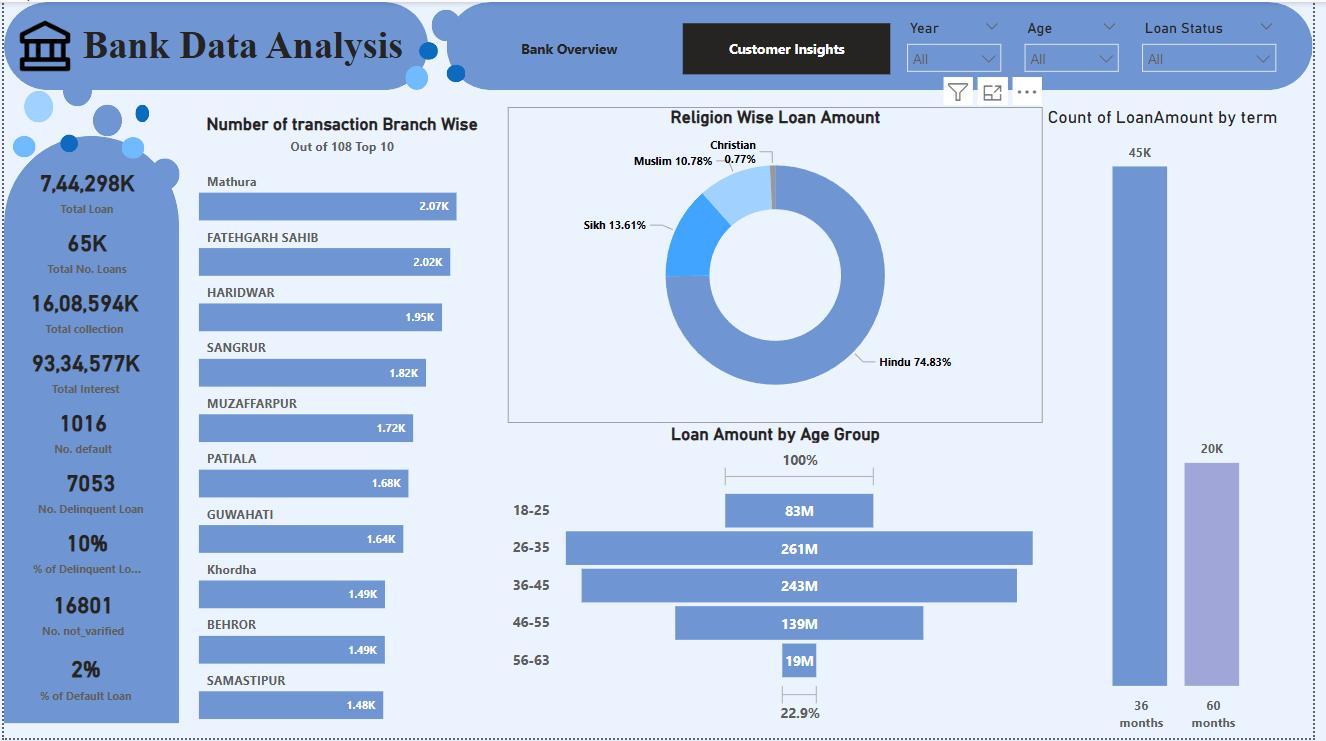 Bank Data Analysis
Bank Overview
Customer Insights
Year
All
Age
All
Loan Status
All
7,44,298K
Total Loan
65K
Total No. Loans
16,08,594K
Total collection
93,34,577K
Total Interest
1016
No. default
7053
No. Delinquent Loan
10%
% of Delinquent Lo...
16801
No. not_varified
2%
% of Default Loan
Number of transaction Branch Wise
Out of 108 Top 10
Mathura
2.07K
FATEHGARH SAHIB
2.02K
HARIDWAR
1.95K
SANGRUR
1.82K
MUZAFFARPUR
1.72K
PATIALA
1.68K
GUWAHATI
1.64K
Khordha
1.49K
BEHROR
1.49K
SAMASTIPUR
1.48K
Religion Wise Loan Amount
Christian
0.77%
Muslim 10.78%
Sikh 13.61%
Hindu 74.83%
Loan Amount by Age Group
100%
18-25 83M
26-35 261M
36-45 243M
46-55 139M
56-63 19M
22.9%
Count of LoanAmount by term
45K
20K
36
months
60
months